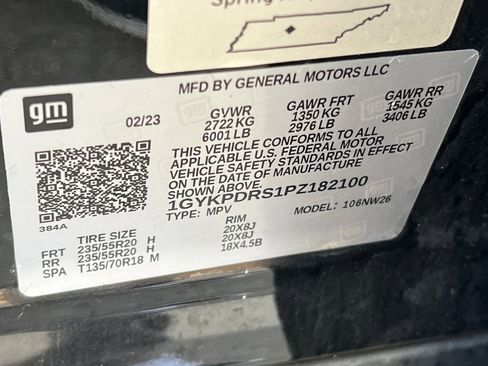 Spring
MFD BY GENERAL MOTORS LLC
gm
02/23 GVWR GAWR FRT GAWR RR
2722 KG 1350 KG 1545 KG
6001 LB 2976 LB 3406 LB
THIS VEHICLE CONFORMS TO ALL
APPLICABLE U.S. FEDERAL MOTOR
VEHICLE SAFETY STANDARDS IN EFFECT
ON THE DATE OF MANUFACTURE
SHOWN ABOVE.
1GYKPDRS1PZ182100
TYPE: MPV MODEL: 106NW26
384A
TIRE SIZE RIM
FRT 235/55R20 H 20X8J
RR 235/55R20 H 20X8J
SPA T135/70R18 M 18X4.5B